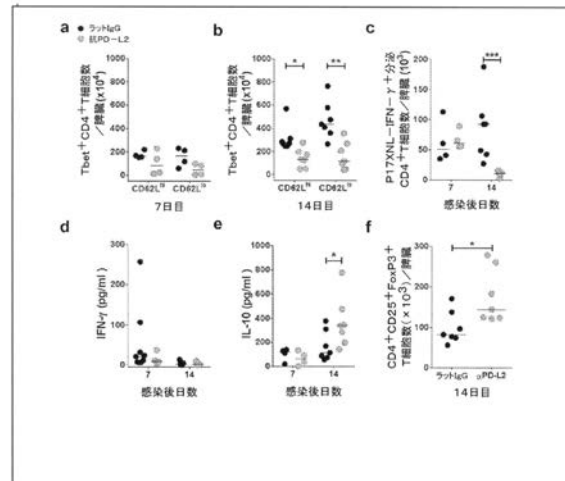 a
● ラットIgG
● 抗PD-L2
Tbet⁺CD4⁺T細胞数
/脾臓(x10⁴)
1000
800
600
400
200
0
CD62Lʰⁱ CD62Lˡᵒ
7日目
b
Tbet⁺CD4⁺T細胞数
/脾臓(x10⁴)
1000
800
600
400
200
0
* **
CD62Lʰⁱ CD62Lˡᵒ
14日目
c
P17XNL-IFN-γ⁺分泌
CD4⁺T細胞数/脾臓(10³)
200
150
100
50
0
***
7 14
感染後日数
d
IFN-γ (pg/ml)
300
200
100
0
7 14
感染後日数
e
IL-10 (pg/ml)
1000
800
600
400
200
0
*
7 14
感染後日数
f
CD4⁺CD25⁺FoxP3⁺
T細胞数(×10³)/脾臓
300
200
100
0
*
ラットIgG αPD-L2
14日目